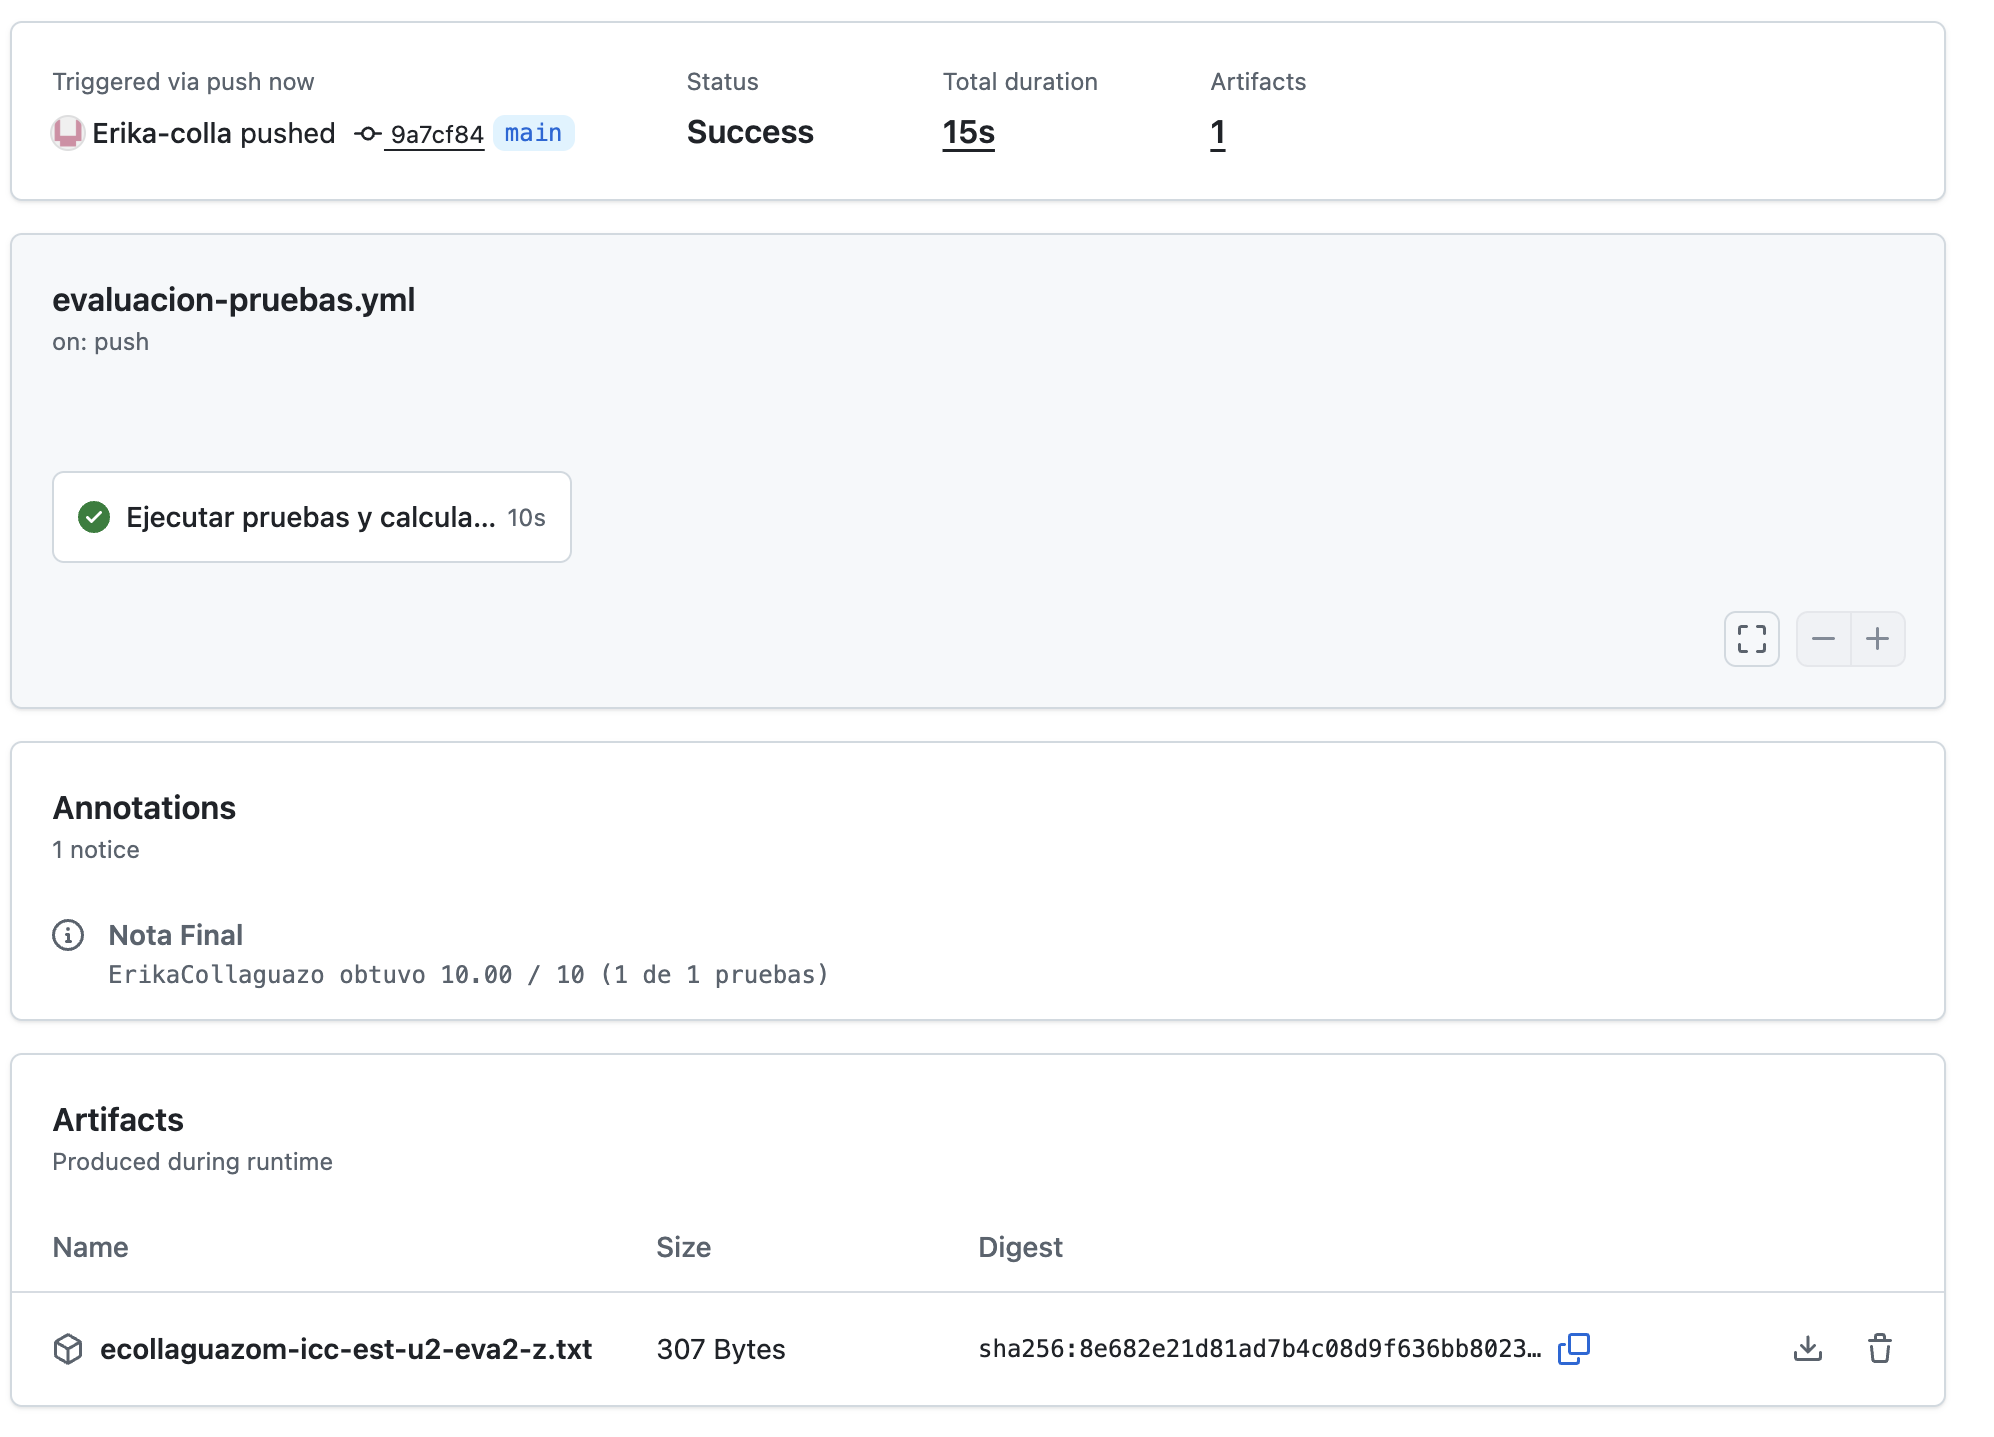 Triggered via push now
Erika-colla pushed 9a7cf84 main
Status
Success
Total duration
15s
Artifacts
1
evaluacion-pruebas.yml
on: push
Ejecutar pruebas y calcula... 10s
Annotations
1 notice
Nota Final
ErikaCollaguazo obtuvo 10.00 / 10 (1 de 1 pruebas)
Artifacts
Produced during runtime
Name Size Digest
ecollaguazom-icc-est-u2-eva2-z.txt 307 Bytes sha256:8e682e21d81ad7b4c08d9f636bb8023…